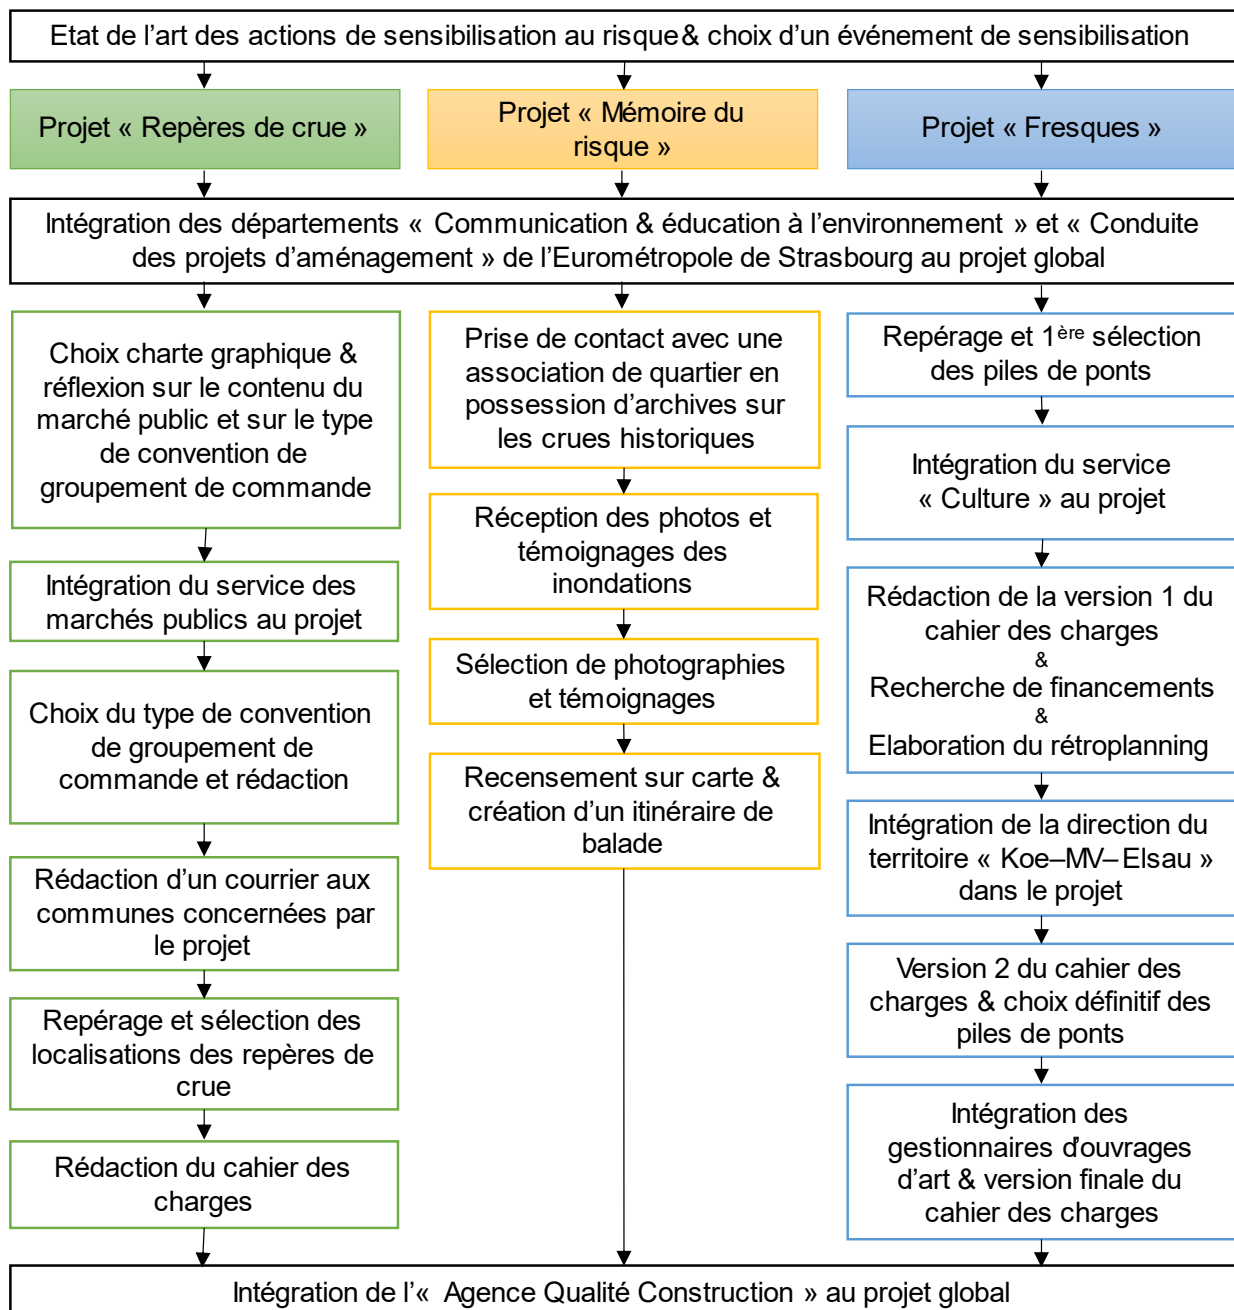 Etat de l’art des actions de sensibilisation au risque & choix d’un événement de sensibilisation
Projet « Repères de crue »
Projet « Mémoire du
risque »
Projet « Fresques »
Intégration des départements « Communication & éducation à l’environnement » et « Conduite
des projets d’aménagement » de l’Eurométropole de Strasbourg au projet global
Choix charte graphique &
réflexion sur le contenu du
marché public et sur le type
de convention de
groupement de commande
Intégration du service des
marchés publics au projet
Choix du type de convention
de groupement de
commande et rédaction
Rédaction d’un courrier aux
communes concernées par
le projet
Repérage et sélection des
localisations des repères de
crue
Rédaction du cahier des
charges
Prise de contact avec une
association de quartier en
possession d’archives sur
les crues historiques
Réception des photos et
témoignages des
inondations
Sélection de photographies
et témoignages
Recensement sur carte &
création d’un itinéraire de
balade
Repérage et 1ère sélection
des piles de ponts
Intégration du service
« Culture » au projet
Rédaction de la version 1 du
cahier des charges
&
Recherche de financements
&
Elaboration du rétroplanning
Intégration de la direction du
territoire « Koe–MV–Elsau »
dans le projet
Version 2 du cahier des
charges & choix définitif des
piles de ponts
Intégration des
gestionnaires d’ouvrages
d’art & version finale du
cahier des charges
Intégration de l’« Agence Qualité Construction » au projet global